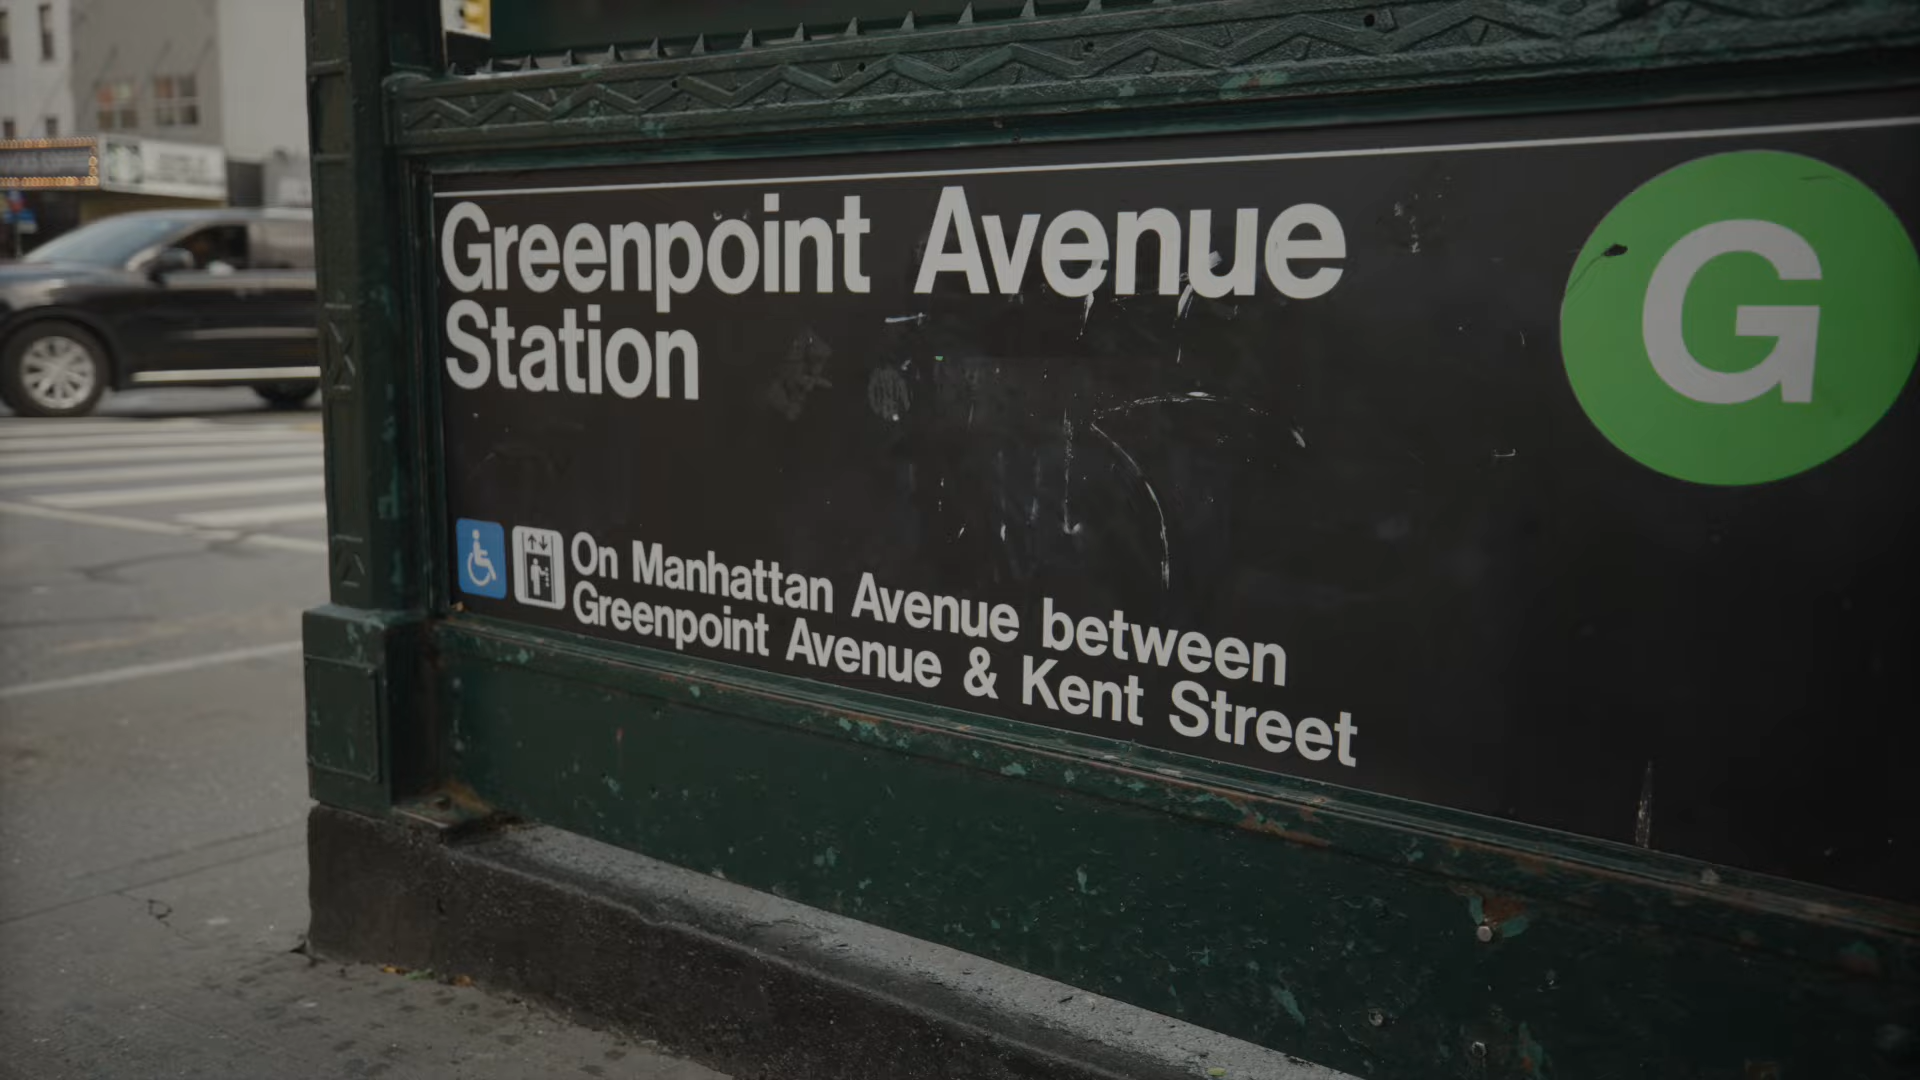 Greenpoint Avenue
Station
G
On Manhattan Avenue between
Greenpoint Avenue & Kent Street